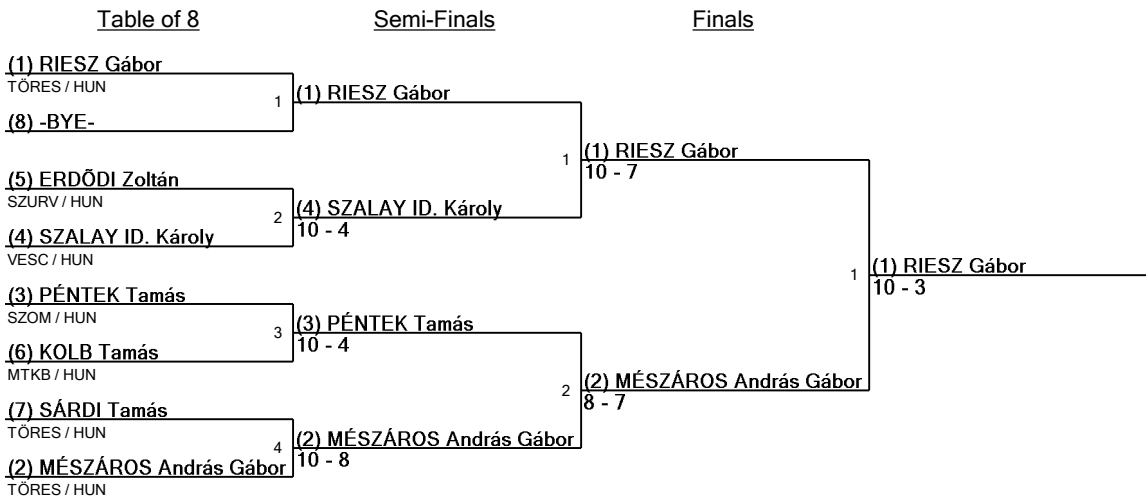 Table of 8
Semi-Finals
Finals
(1) RIESZ Gábor
TÖRES / HUN
1
(1) RIESZ Gábor
(8) -BYE-
1
(1) RIESZ Gábor
10 - 7
(5) ERDÕDI Zoltán
SZURV / HUN
2
(4) SZALAY ID. Károly
10 - 4
(4) SZALAY ID. Károly
VESC / HUN
1
(1) RIESZ Gábor
10 - 3
(3) PÉNTEK Tamás
SZOM / HUN
3
(3) PÉNTEK Tamás
10 - 4
(6) KOLB Tamás
MTKB / HUN
2
(2) MÉSZÁROS András Gábor
8 - 7
(7) SÁRDI Tamás
TÖRES / HUN
4
(2) MÉSZÁROS András Gábor
10 - 8
(2) MÉSZÁROS András Gábor
TÖRES / HUN